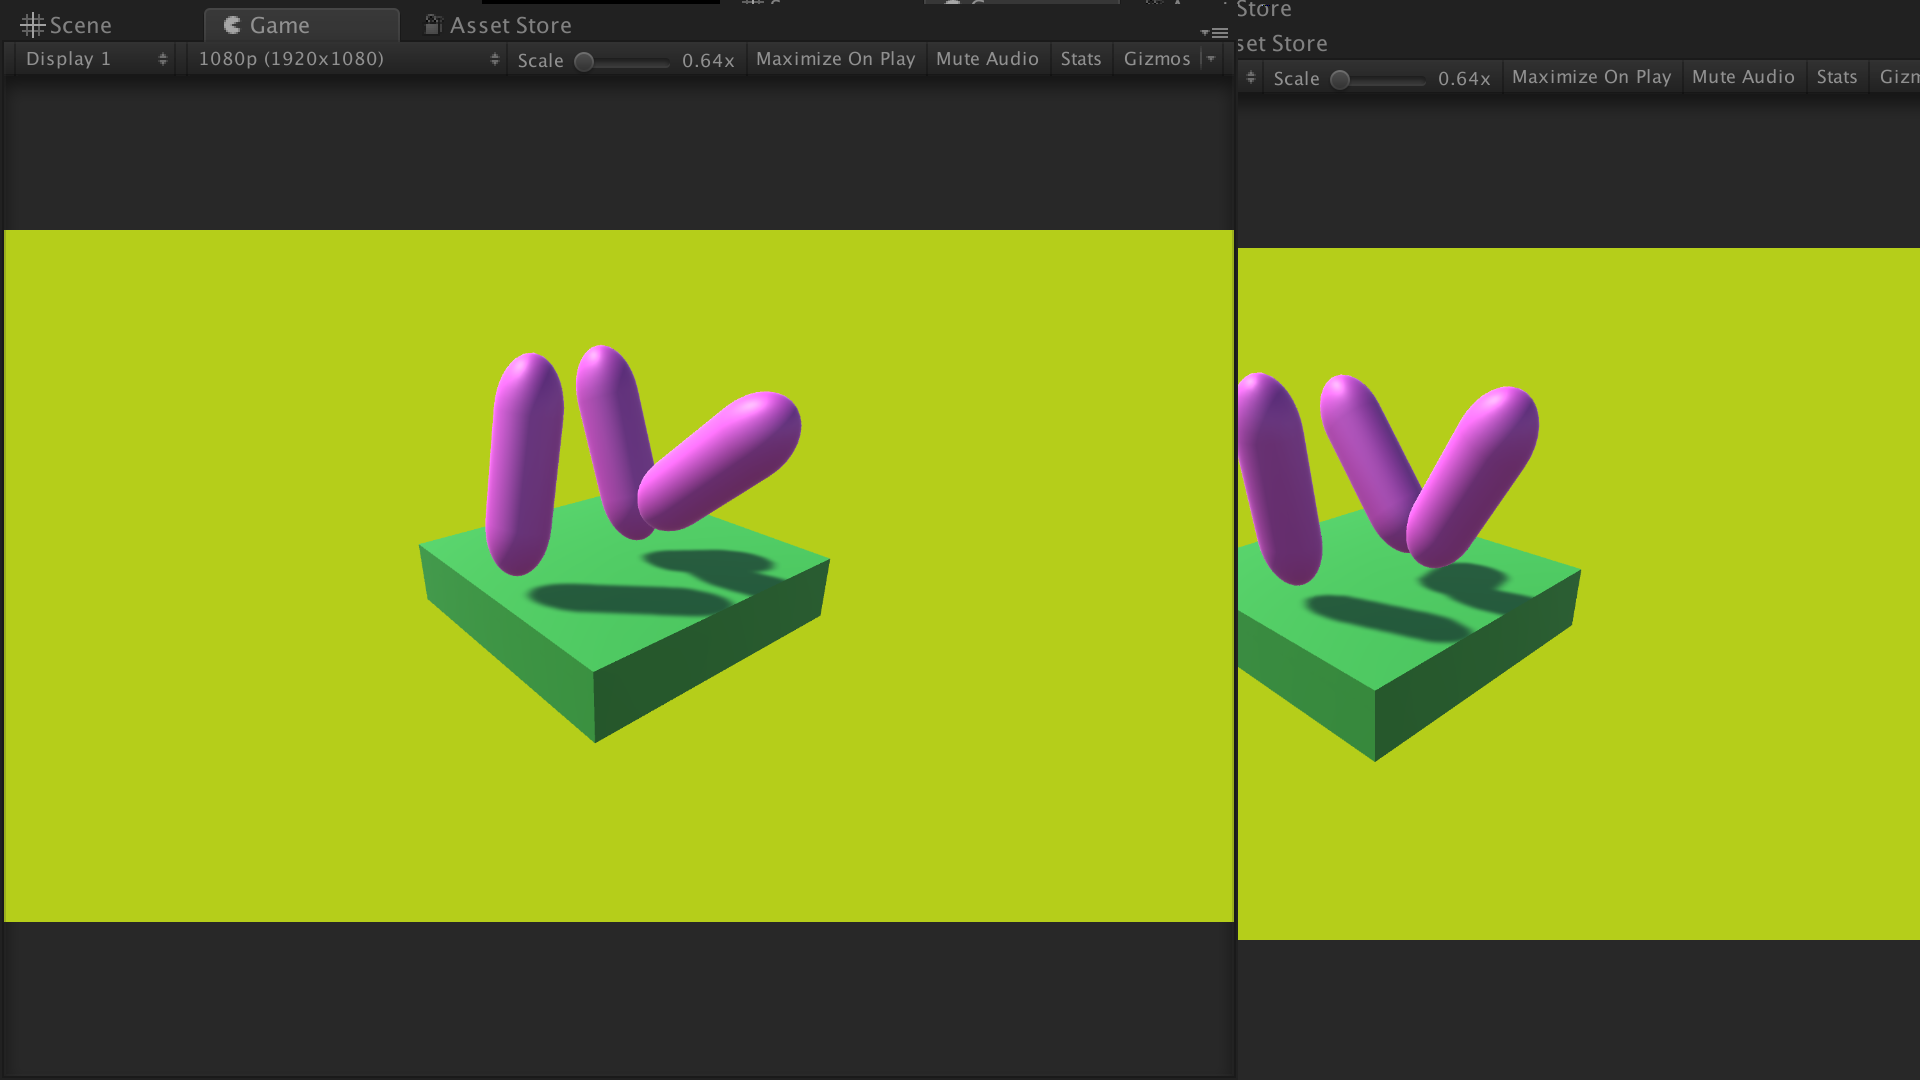 Store
Scene
Game
Asset Store
set Store
Display 1
1080p (1920x1080)
Scale
0.64x
Maximize On Play
Mute Audio
Stats
Gizmos
Scale
0.64x
Maximize On Play
Mute Audio
Stats